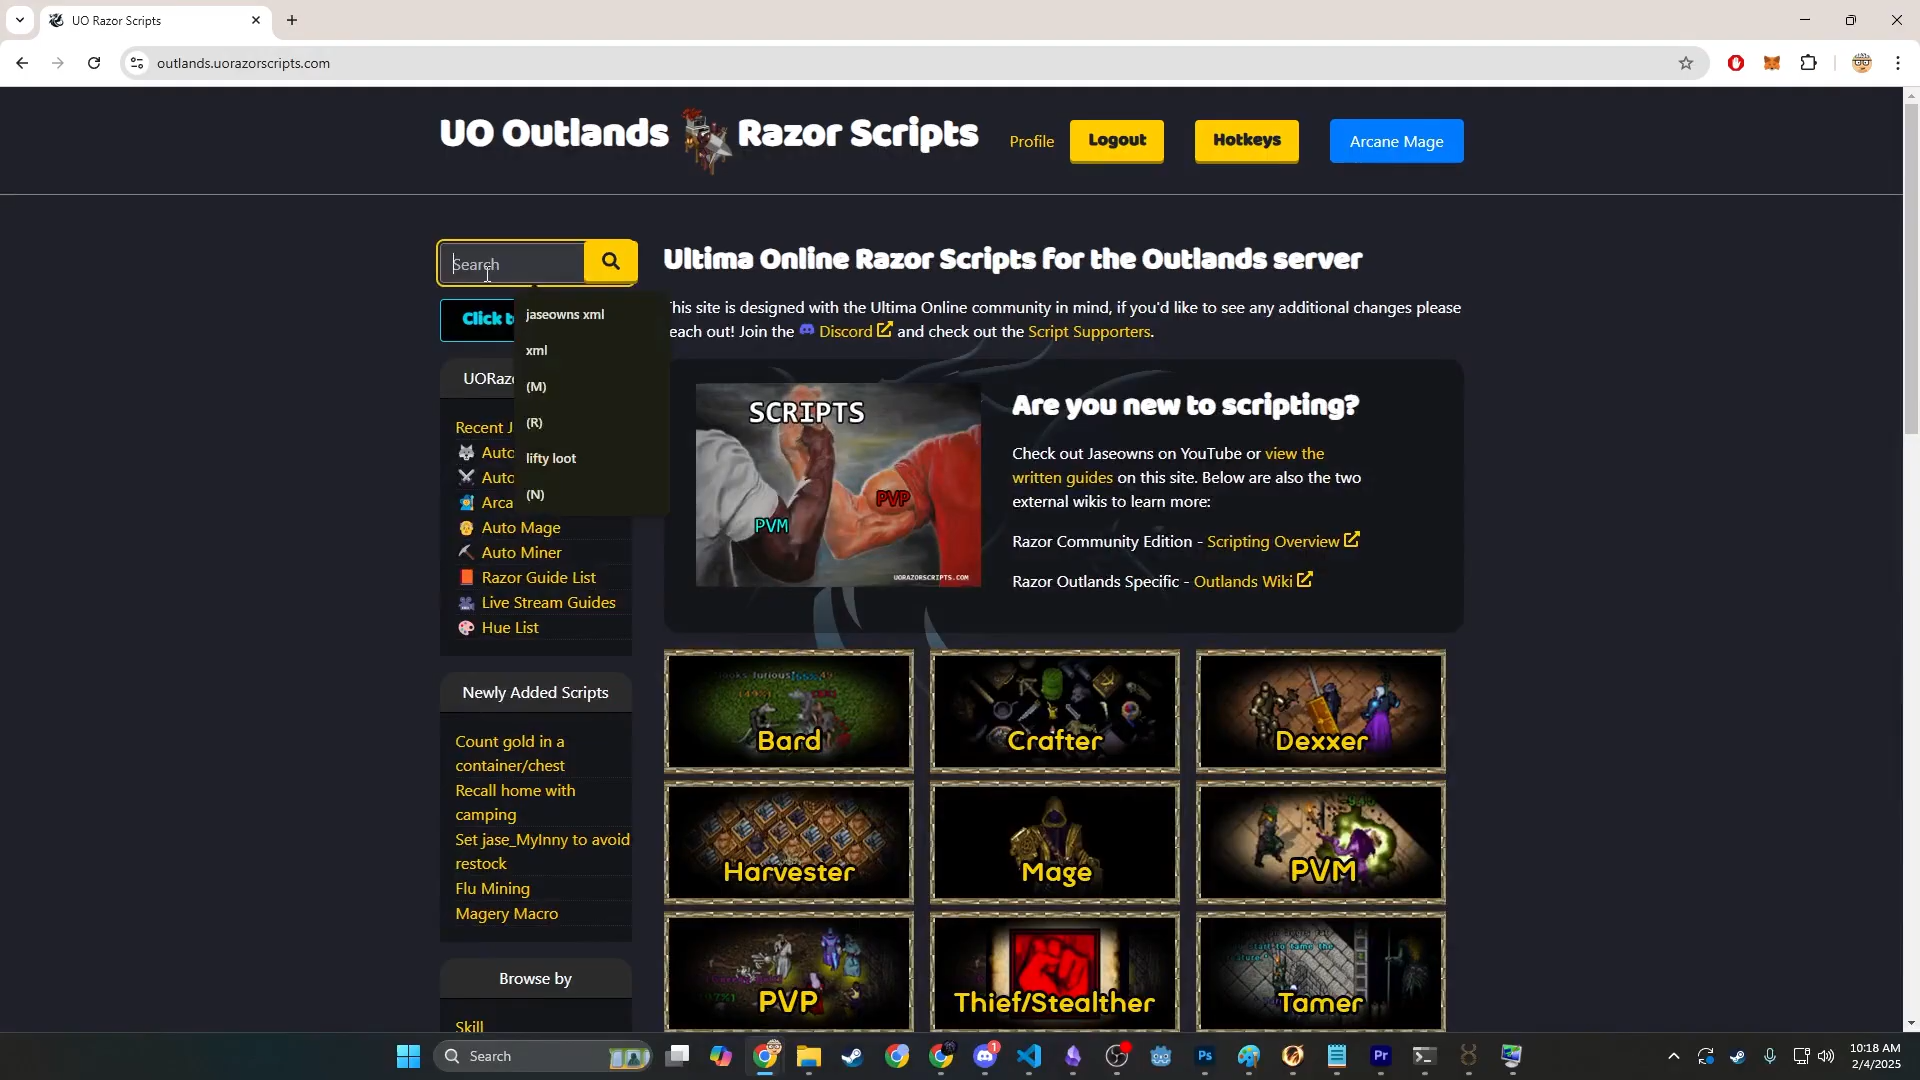 UO Razor Scripts
outlands.uorazorscripts.com
UO Outlands Razor Scripts
Profile
Logout
Hotkeys
Arcane Mage
Search
Click t
jaseowns xml
xml
(M)
(R)
lifty loot
(N)
UORaz
Recent J
Auto
Auto
Arca
Auto Mage
Auto Miner
Razor Guide List
Live Stream Guides
Hue List
Newly Added Scripts
Count gold in a
container/chest
Recall home with
camping
Set jase_MyInny to avoid
restock
Flu Mining
Magery Macro
Browse by
Skill
Ultima Online Razor Scripts for the Outlands server
his site is designed with the Ultima Online community in mind, if you'd like to see any additional changes please
each out! Join the Discord and check out the Script Supporters.
SCRIPTS
PVP
PVM
UORAZORSCRIPTS.COM
Are you new to scripting?
Check out Jaseowns on YouTube or view the
written guides on this site. Below are also the two
external wikis to learn more:
Razor Community Edition - Scripting Overview
Razor Outlands Specific - Outlands Wiki
Bard
Crafter
Dexxer
Harvester
Mage
PVM
PVP
Thief/Stealther
Tamer
Search
1
10:18 AM
2/4/2025